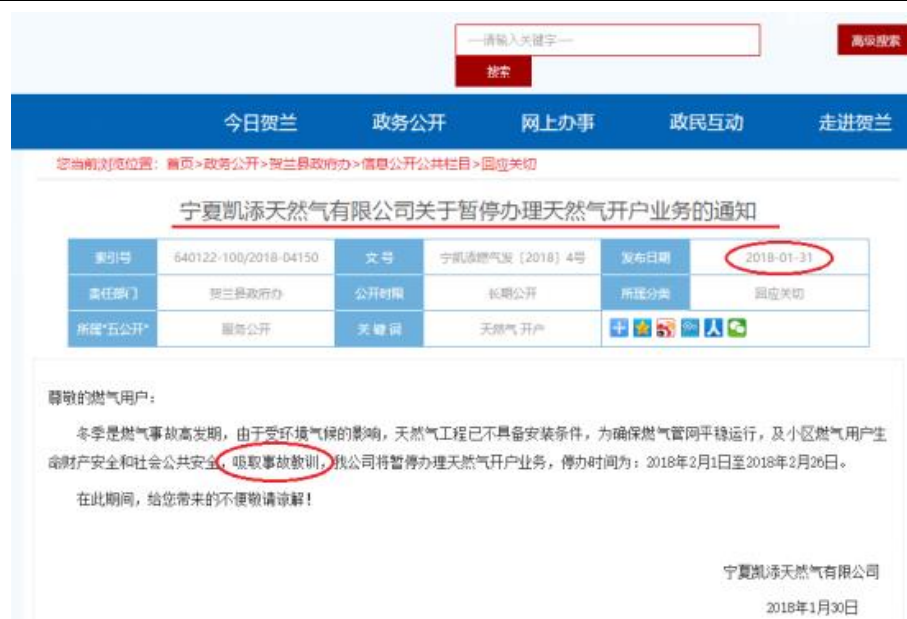 —请输入关键字—
高级搜索
搜索
今日贺兰 政务公开 网上办事 政民互动 走进贺兰
您当前浏览位置：首页>政务公开>贺兰县政府办>信息公开公共栏目>回应关切
宁夏凯添天然气有限公司关于暂停办理天然气开户业务的通知
索引号 640122-100/2018-04150 文号 宁凯添燃气发〔2018〕4号 发布日期 2018-01-31
责任部门 贺兰县政府办 公开时限 长期公开 所属分类 回应关切
所属"五公开" 服务公开 关键词 天然气 开户
尊敬的燃气用户：
冬季是燃气事故高发期，由于受环境气候的影响，天然气工程已不具备安装条件，为确保燃气管网平稳运行，及小区燃气用户生
命财产安全和社会公共安全，吸取事故教训，我公司将暂停办理天然气开户业务，停办时间为：2018年2月1日至2018年2月26日。
在此期间，给您带来的不便敬请谅解！
宁夏凯添天然气有限公司
2018年1月30日